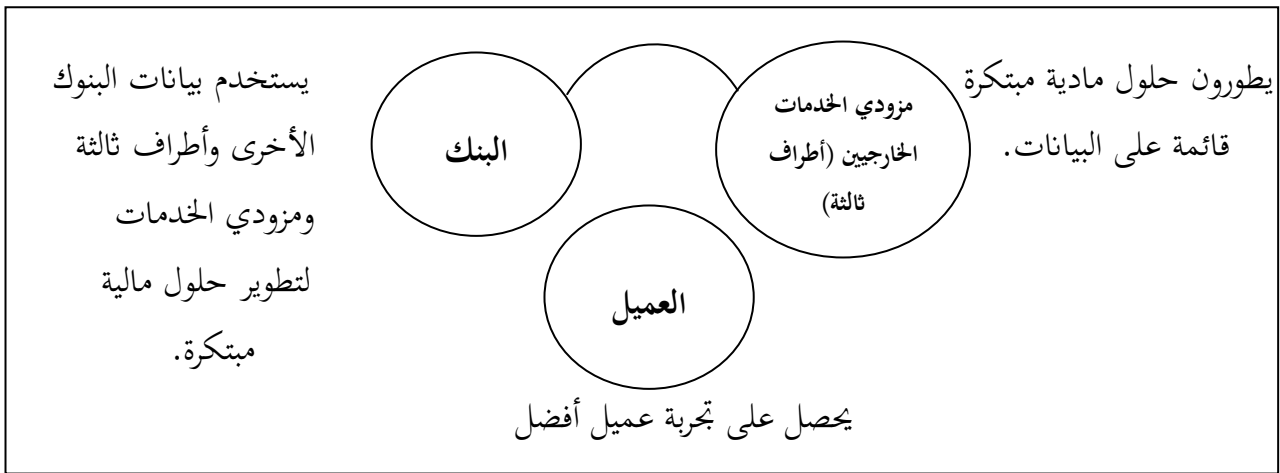 يطورون حلول مادية مبتكرة
قائمة على البيانات.
مزودي الخدمات
الخارجيين (أطراف
ثالثة)
البنك
يستخدم بيانات البنوك
الأخرى وأطراف ثالثة
ومزودي الخدمات
لتطوير حلول مالية
مبتكرة.
العميل
يحصل على تجربة عميل أفضل